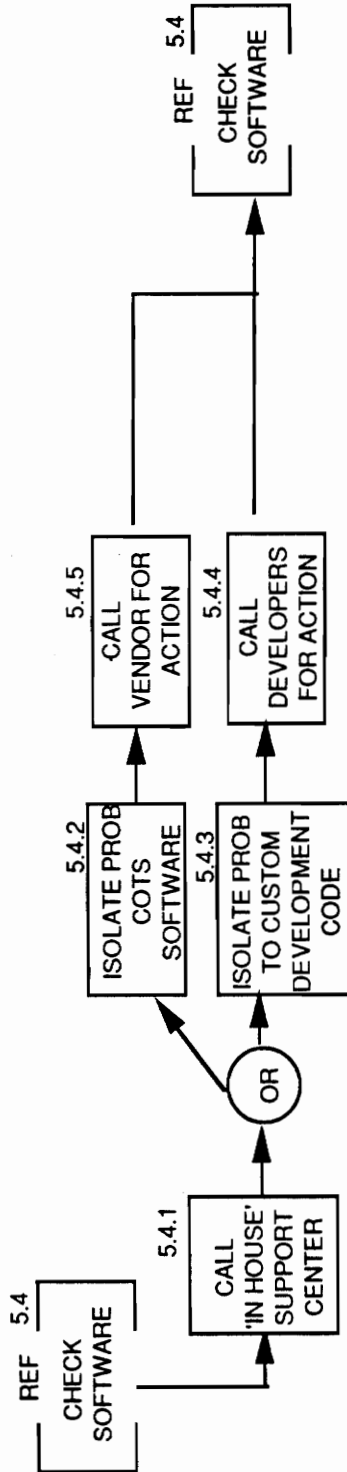 REF 5.4
CHECK
SOFTWARE
5.4.1
CALL
'IN HOUSE'
SUPPORT
CENTER
OR
5.4.2
ISOLATE PROB
COTS
SOFTWARE
5.4.5
CALL
VENDOR FOR
ACTION
5.4.3
ISOLATE PROB
TO CUSTOM
DEVELOPMENT
CODE
5.4.4
CALL
DEVELOPERS
FOR ACTION
REF 5.4
CHECK
SOFTWARE